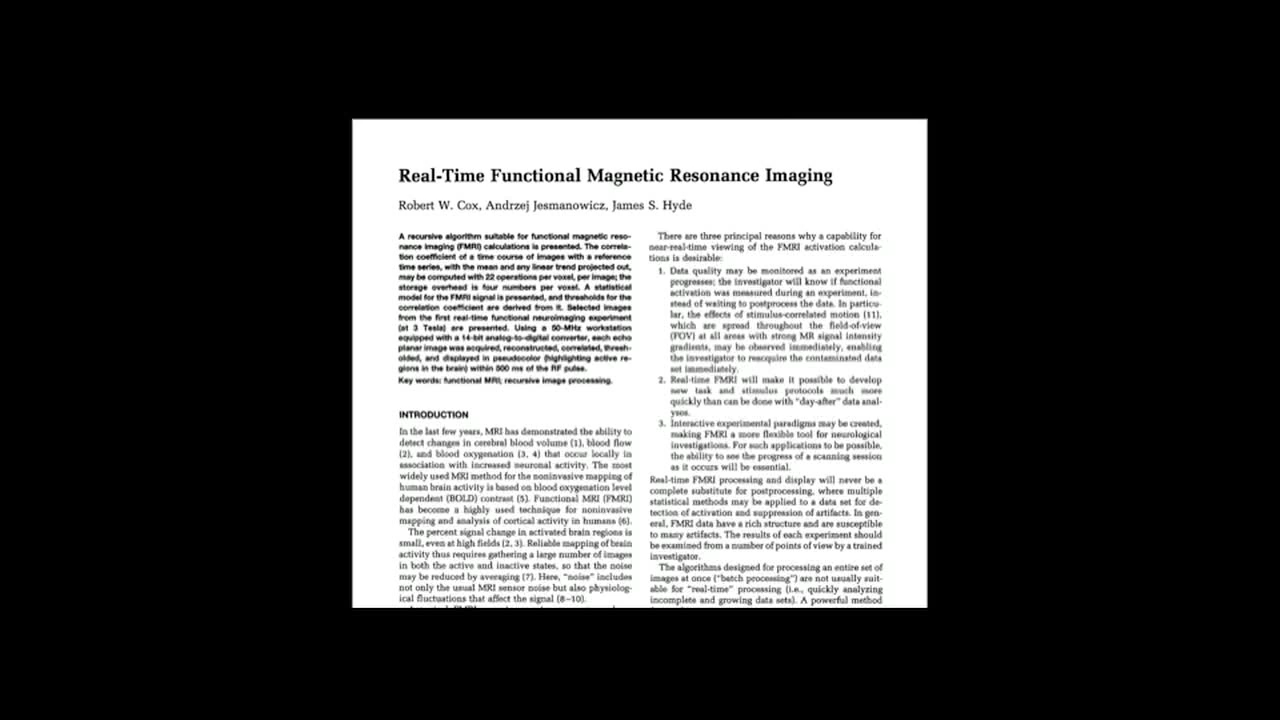 Real-Time Functional Magnetic Resonance Imaging
Robert W. Cox, Andrzej Jesmanowicz, James S. Hyde
A recursive algorithm suitable for functional magnetic reso-
nance imaging (FMRI) calculations is presented. The correla-
tion coefficient of a time course of images with a reference
time series, with the mean and any linear trend projected out,
may be computed with 22 operations per voxel, per image; the
storage overhead is four numbers per voxel. A statistical
model for the FMRI signal is presented, and thresholds for the
correlation coefficient are derived from it. Selected images
from the first real-time functional neuroimaging experiment
(at 3 Tesla) are presented. Using a 50-MHz workstation
equipped with a 14-bit analog-to-digital converter, each echo
planar image was acquired, reconstructed, correlated, thresh-
olded, and displayed in pseudocolor (highlighting active re-
gions in the brain) within 500 ms of the RF pulse.
Key words: functional MRI; recursive image processing.
INTRODUCTION
In the last few years, MRI has demonstrated the ability to
detect changes in cerebral blood volume (1), blood flow
(2), and blood oxygenation (3, 4) that occur locally in
association with increased neuronal activity. The most
widely used MRI method for the noninvasive mapping of
human brain activity is based on blood oxygenation level
dependent (BOLD) contrast (5). Functional MRI (FMRI)
has become a highly used technique for noninvasive
mapping and analysis of cortical activity in humans (6).
The percent signal change in activated brain regions is
small, even at high fields (2, 3). Reliable mapping of brain
activity thus requires gathering a large number of images
in both the active and inactive states, so that the noise
may be reduced by averaging (7). Here, "noise" includes
not only the usual MRI sensor noise but also physiolog-
ical fluctuations that affect the signal (8–10).
There are three principal reasons why a capability for
near-real-time viewing of the FMRI activation calcula-
tions is desirable:
1. Data quality may be monitored as an experiment
progresses; the investigator will know if functional
activation was measured during an experiment, in-
stead of waiting to postprocess the data. In particu-
lar, the effects of stimulus-correlated motion (11),
which are spread throughout the field-of-view
(FOV) at all areas with strong MR signal intensity
gradients, may be observed immediately, enabling
the investigator to reacquire the contaminated data
set immediately.
2. Real-time FMRI will make it possible to develop
new task and stimulus protocols much more
quickly than can be done with "day-after" data anal-
yses.
3. Interactive experimental paradigms may be created,
making FMRI a more flexible tool for neurological
investigations. For such applications to be possible,
the ability to see the progress of a scanning session
as it occurs will be essential.
Real-time FMRI processing and display will never be a
complete substitute for postprocessing, where multiple
statistical methods may be applied to a data set for de-
tection of activation and suppression of artifacts. In gen-
eral, FMRI data have a rich structure and are susceptible
to many artifacts. The results of each experiment should
be examined from a number of points of view by a trained
investigator.
The algorithms designed for processing an entire set of
images at once ("batch processing") are not usually suit-
able for "real-time" processing (i.e., quickly analyzing
incomplete and growing data sets). A powerful method